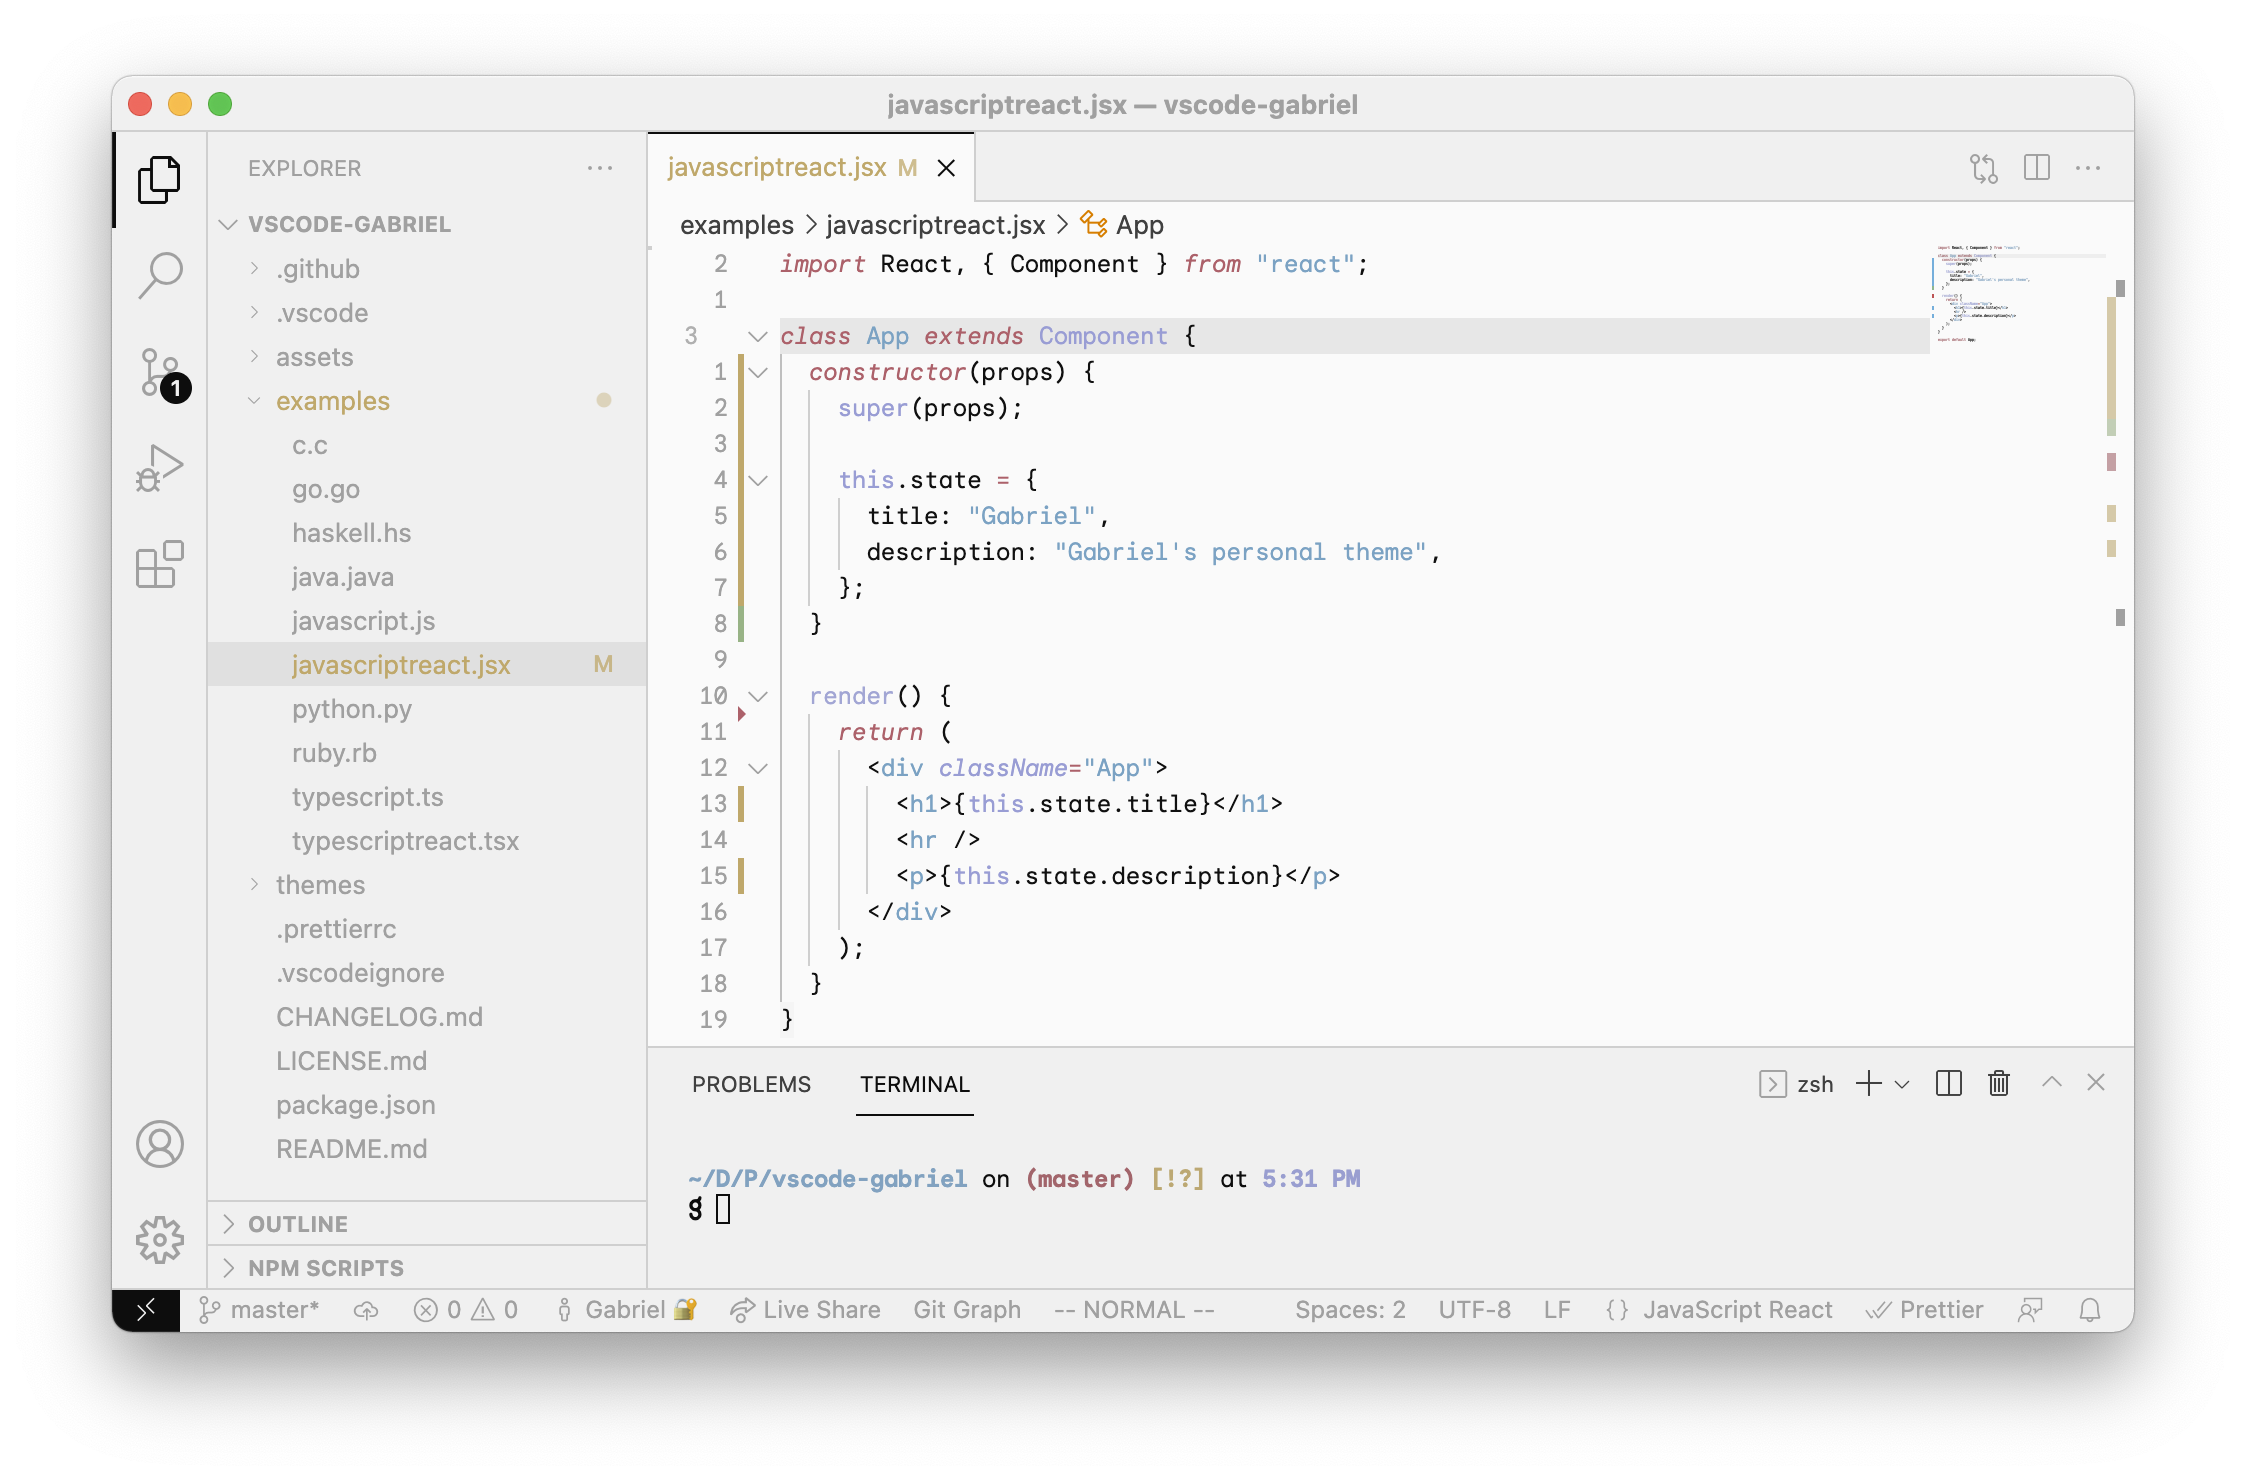 javascriptreact.jsx — vscode-gabriel
EXPLORER
VSCODE-GABRIEL
.github
.vscode
assets
1
examples
c.c
go.go
haskell.hs
java.java
javascript.js
javascriptreact.jsx M
python.py
ruby.rb
typescript.ts
typescriptreact.tsx
themes
.prettierrc
.vscodeignore
CHANGELOG.md
LICENSE.md
package.json
README.md
OUTLINE
NPM SCRIPTS
javascriptreact.jsx M
examples > javascriptreact.jsx > App
2 import React, { Component } from "react";
1
3 class App extends Component {
1 constructor(props) {
2 super(props);
3
4 this.state = {
5 title: "Gabriel",
6 description: "Gabriel's personal theme",
7 };
8 }
9
10 render() {
11 return (
12 <div className="App">
13 <h1>{this.state.title}</h1>
14 <hr />
15 <p>{this.state.description}</p>
16 </div>
17 );
18 }
19 }
PROBLEMS TERMINAL zsh
~/D/P/vscode-gabriel on (master) [!?] at 5:31 PM
master* 0 0 Gabriel Live Share Git Graph -- NORMAL -- Spaces: 2 UTF-8 LF {} JavaScript React Prettier